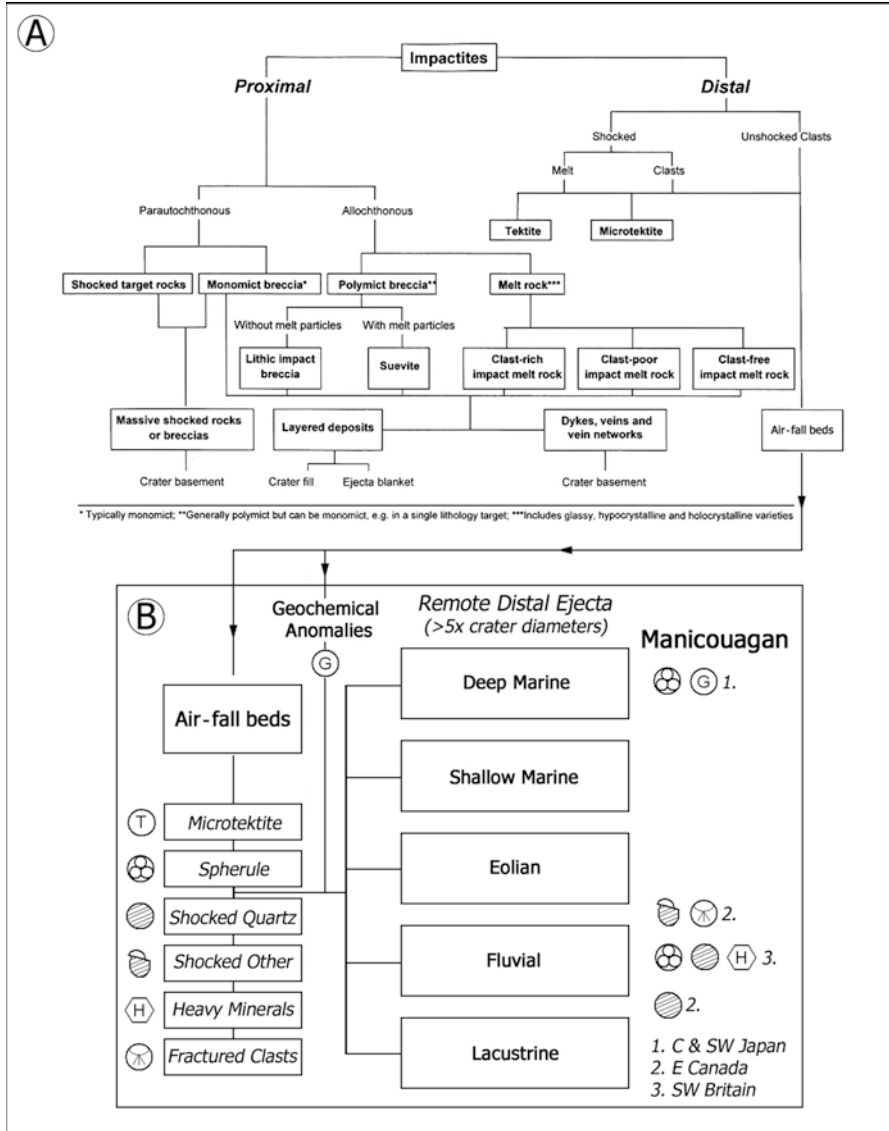 A
Impactites
Proximal
Distal
Shocked
Unshocked Clasts
Melt
Clasts
Parautochthonous
Allochthonous
Tektite
Microtektite
Shocked target rocks
Monomict breccia*
Polymict breccia**
Melt rock***
Without melt particles
With melt particles
Lithic impact
breccia
Suevite
Clast-rich
impact melt rock
Clast-poor
impact melt rock
Clast-free
impact melt rock
Massive shocked rocks
or breccias
Layered deposits
Dykes, veins and
vein networks
Air-fall beds
Crater basement
Crater fill
Ejecta blanket
Crater basement
* Typically monomict; **Generally polymict but can be monomict, e.g. in a single lithology target; ***Includes glassy, hypocrystalline and holocrystalline varieties
B
Geochemical
Anomalies
G
Remote Distal Ejecta
(>5x crater diameters)
Manicouagan
Air-fall beds
T
Microtektite
Spherule
Shocked Quartz
Shocked Other
H
Heavy Minerals
Fractured Clasts
Deep Marine
G 1.
Shallow Marine
Eolian
2.
Fluvial
H 3.
2.
Lacustrine
1. C & SW Japan
2. E Canada
3. SW Britain